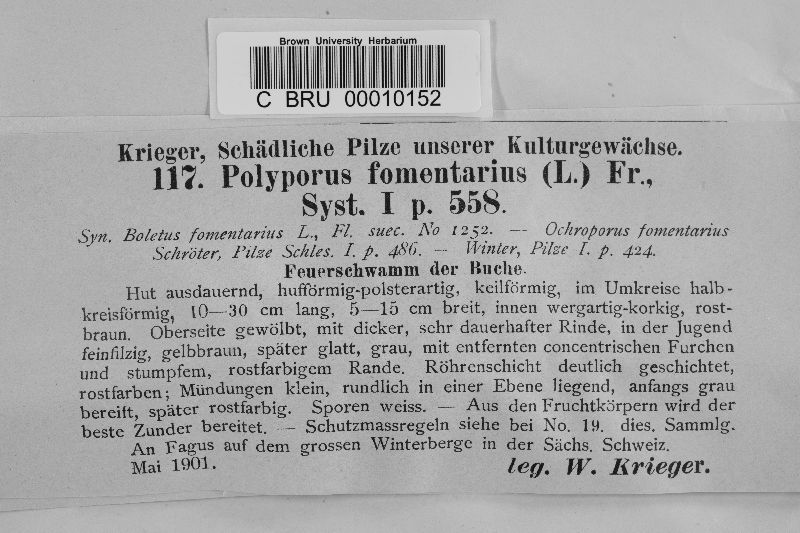 Brown University Herbarium
C BRU 00010152
Krieger, Schädliche Pilze unserer Kulturgewächse.
117. Polyporus fomentarius (L.) Fr.,
Syst. I p. 558.
Syn. Boletus fomentarius L., Fl. suec. No 1252. — Ochroporus fomentarius
Schröter, Pilze Schles. I. p. 486. — Winter, Pilze I. p. 424.
Feuerschwamm der Buche.
Hut ausdauernd, hufförmig-polsterartig, keilförmig, im Umkreise halb-
kreisförmig, 10—30 cm lang, 5—15 cm breit, innen wergartig-korkig, rost-
braun. Oberseite gewölbt, mit dicker, sehr dauerhafter Rinde, in der Jugend
feinfilzig, gelbbraun, später glatt, grau, mit entfernten concentrischen Furchen
und stumpfem, rostfarbigem Rande. Röhrenschicht deutlich geschichtet,
rostfarben; Mündungen klein, rundlich in einer Ebene liegend, anfangs grau
bereift, später rostfarbig. Sporen weiss. — Aus den Fruchtkörpern wird der
beste Zunder bereitet. — Schutzmassregeln siehe bei No. 19. dies. Sammlg.
An Fagus auf dem grossen Winterberge in der Sächs. Schweiz.
Mai 1901. leg. W. Krieger.